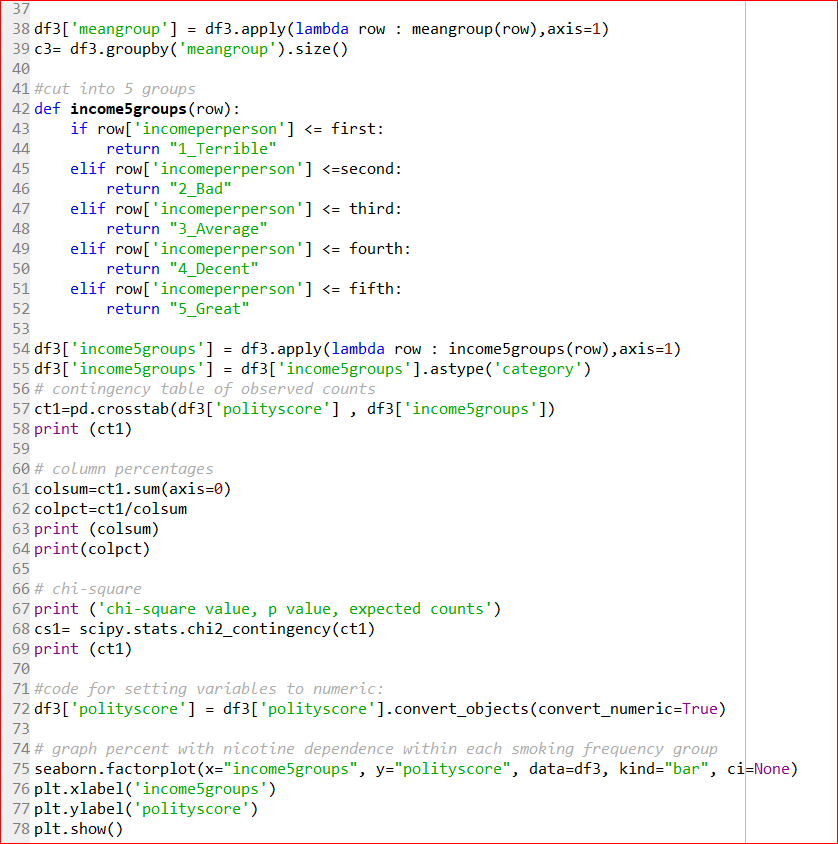 37
38 df3['meangroup'] = df3.apply(lambda row : meangroup(row),axis=1)
39 c3= df3.groupby('meangroup').size()
40
41 #cut into 5 groups
42 def income5groups(row):
43     if row['incomeperperson'] <= first:
44         return "1_Terrible"
45     elif row['incomeperperson'] <=second:
46         return "2_Bad"
47     elif row['incomeperperson'] <= third:
48         return "3_Average"
49     elif row['incomeperperson'] <= fourth:
50         return "4_Decent"
51     elif row['incomeperperson'] <= fifth:
52         return "5_Great"
53
54 df3['income5groups'] = df3.apply(lambda row : income5groups(row),axis=1)
55 df3['income5groups'] = df3['income5groups'].astype('category')
56 # contingency table of observed counts
57 ct1=pd.crosstab(df3['polityscore'] , df3['income5groups'])
58 print (ct1)
59
60 # column percentages
61 colsum=ct1.sum(axis=0)
62 colpct=ct1/colsum
63 print (colsum)
64 print(colpct)
65
66 # chi-square
67 print ('chi-square value, p value, expected counts')
68 cs1= scipy.stats.chi2_contingency(ct1)
69 print (ct1)
70
71 #code for setting variables to numeric:
72 df3['polityscore'] = df3['polityscore'].convert_objects(convert_numeric=True)
73
74 # graph percent with nicotine dependence within each smoking frequency group
75 seaborn.factorplot(x="income5groups", y="polityscore", data=df3, kind="bar", ci=None)
76 plt.xlabel('income5groups')
77 plt.ylabel('polityscore')
78 plt.show()